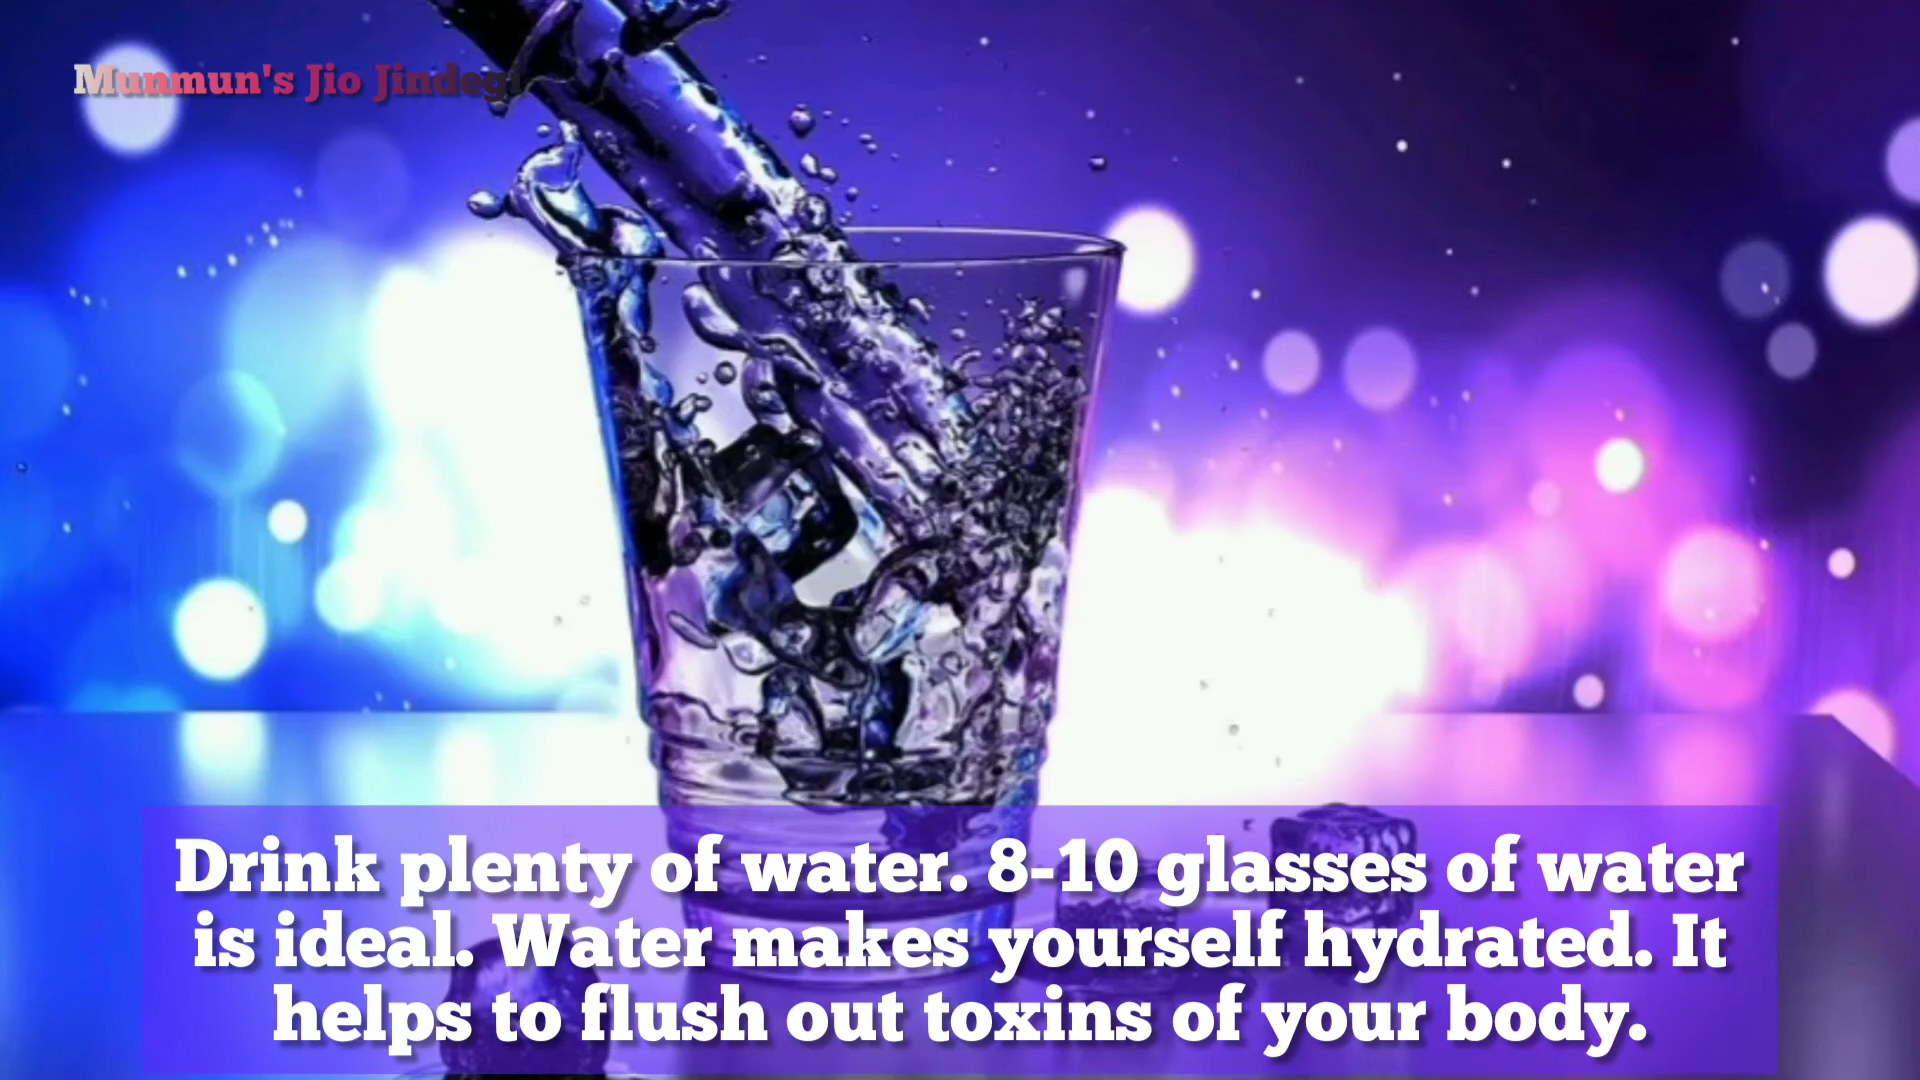 Munmun's Jio Jindegi
Drink plenty of water. 8-10 glasses of water
is ideal. Water makes yourself hydrated. It
helps to flush out toxins of your body.